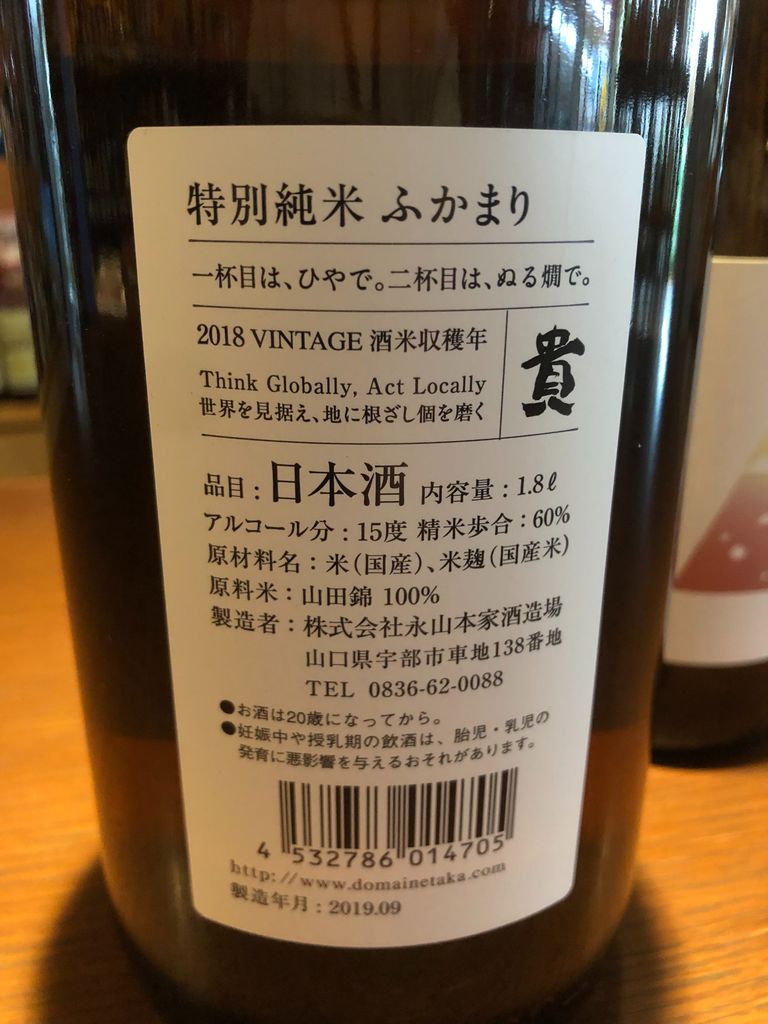 特別純米 ふかまり
一杯目は、ひやで。二杯目は、ぬる燗で。
2018 VINTAGE 酒米収穫年
Think Globally, Act Locally
世界を見据え、地に根ざし個を磨く
貴
品目：日本酒 内容量：1.8ℓ
アルコール分：15度 精米歩合：60%
原材料名：米（国産）、米麹（国産米）
原料米：山田錦 100%
製造者：株式会社永山本家酒造場
山口県宇部市車地138番地
TEL 0836-62-0088
●お酒は20歳になってから。
●妊娠中や授乳期の飲酒は、胎児・乳児の
発育に悪影響を与えるおそれがあります。
4 532786 014705
http://www.domainetaka.com
製造年月：2019.09